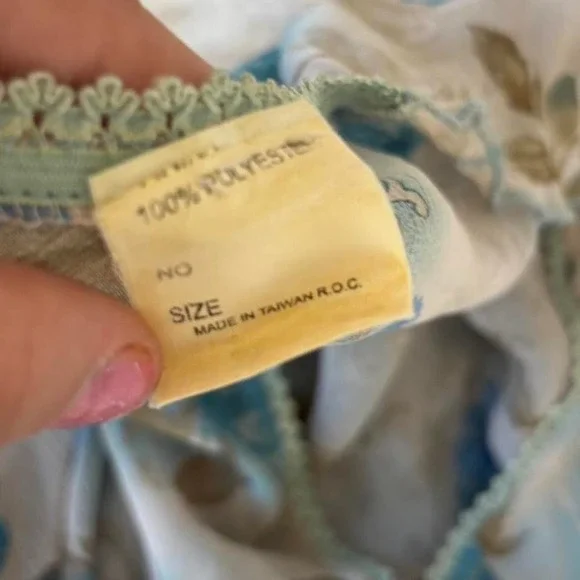 100% POLYESTER
NO
SIZE
MADE IN TAIWAN R.O.C.